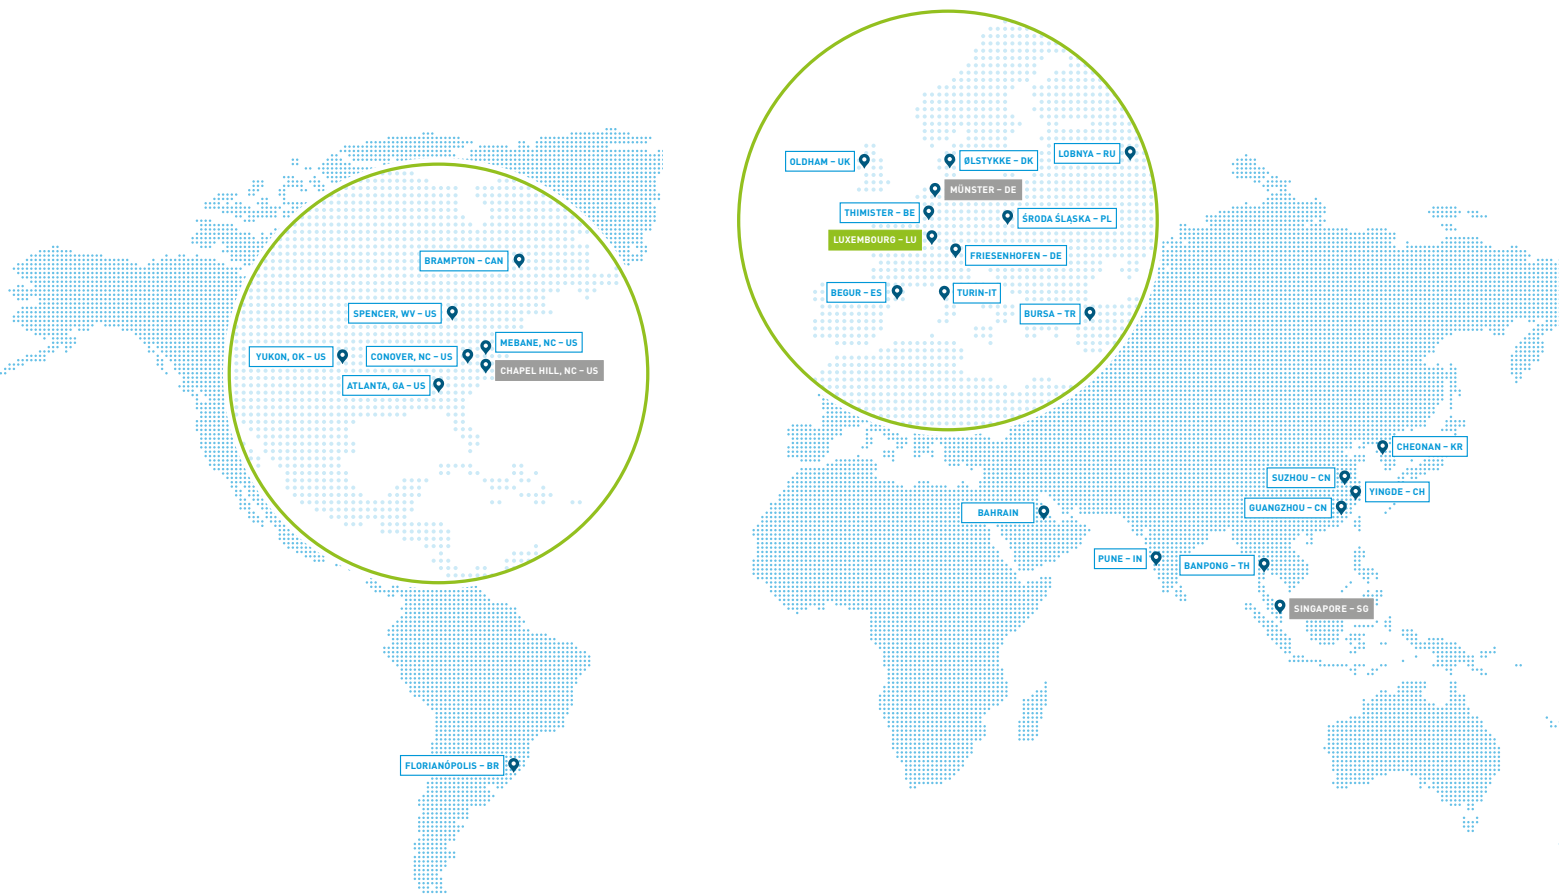 BRAMPTON – CAN
SPENCER, WV – US
MEBANE, NC – US
YUKON, OK – US
CONOVER, NC – US
CHAPEL HILL, NC – US
ATLANTA, GA – US
FLORIANÓPOLIS – BR
OLDHAM – UK
ØLSTYKKE – DK
LOBNYA – RU
MÜNSTER – DE
THIMISTER – BE
ŚRODA ŚLĄSKA – PL
LUXEMBOURG – LU
FRIESENHOFEN – DE
BEGUR – ES
TURIN-IT
BURSA – TR
CHEONAN – KR
SUZHOU – CN
YINGDE – CH
GUANGZHOU – CN
BAHRAIN
PUNE – IN
BANPONG – TH
SINGAPORE – SG